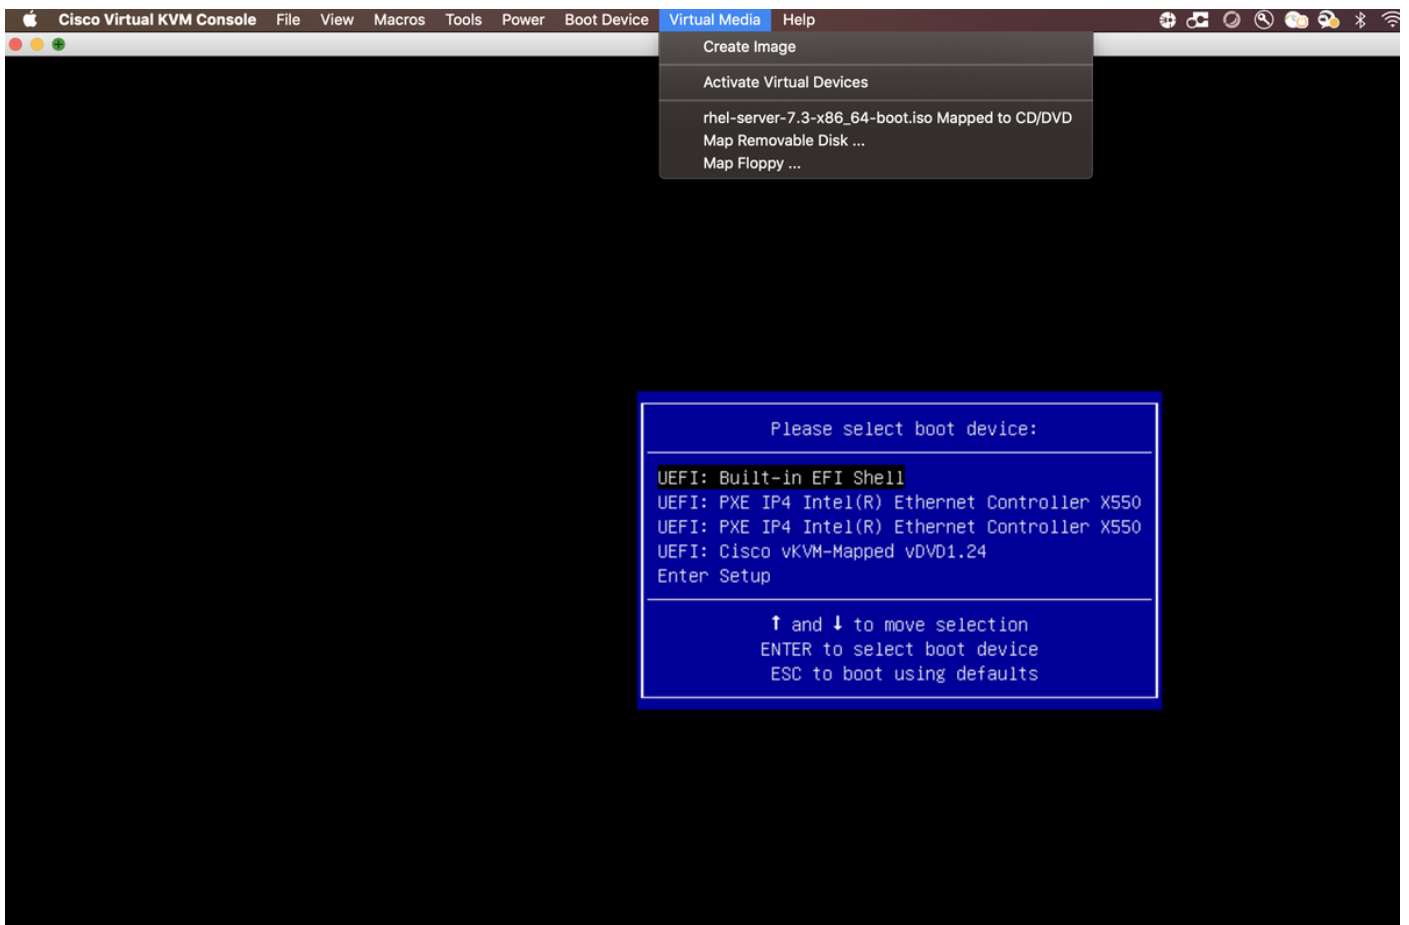 Cisco Virtual KVM Console File View Macros Tools Power Boot Device Virtual Media Help
Create Image
Activate Virtual Devices
rhel-server-7.3-x86_64-boot.iso Mapped to CD/DVD
Map Removable Disk ...
Map Floppy ...
Please select boot device:
UEFI: Built-in EFI Shell
UEFI: PXE IP4 Intel(R) Ethernet Controller X550
UEFI: PXE IP4 Intel(R) Ethernet Controller X550
UEFI: Cisco vKVM-Mapped vDVD1.24
Enter Setup
↑ and ↓ to move selection
ENTER to select boot device
ESC to boot using defaults